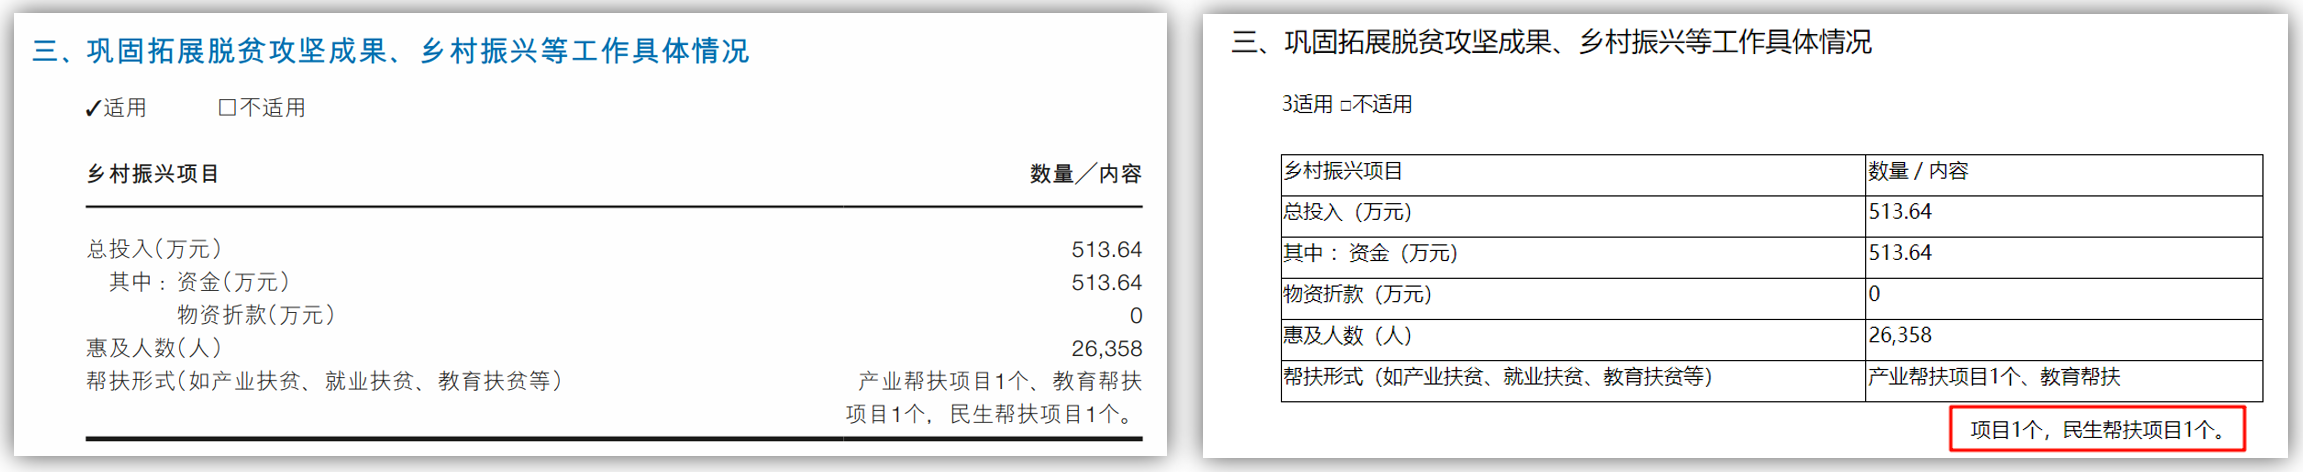 三、巩固拓展脱贫攻坚成果、乡村振兴等工作具体情况
✓适用 □不适用
乡村振兴项目 数量／内容
总投入(万元) 513.64
其中：资金(万元) 513.64
物资折款(万元) 0
惠及人数(人) 26,358
帮扶形式(如产业扶贫、就业扶贫、教育扶贫等) 产业帮扶项目1个、教育帮扶
项目1个，民生帮扶项目1个。
三、巩固拓展脱贫攻坚成果、乡村振兴等工作具体情况
3适用 □不适用
乡村振兴项目 数量 / 内容
总投入（万元） 513.64
其中： 资金（万元） 513.64
物资折款（万元） 0
惠及人数（人） 26,358
帮扶形式（如产业扶贫、就业扶贫、教育扶贫等） 产业帮扶项目1个、教育帮扶
项目1个，民生帮扶项目1个。